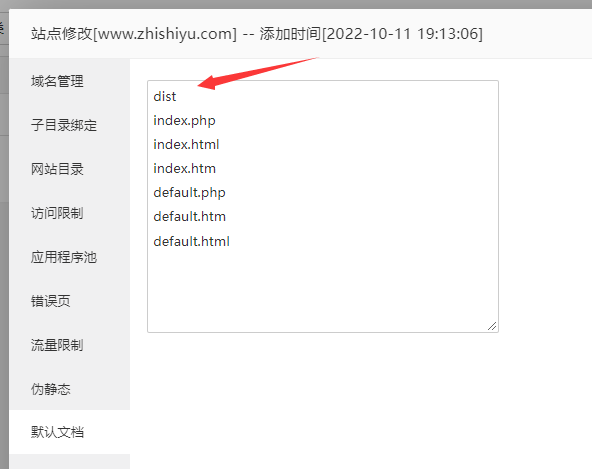 站点修改[www.zhishiyu.com] -- 添加时间[2022-10-11 19:13:06]
域名管理
子目录绑定
网站目录
访问限制
应用程序池
错误页
流量限制
伪静态
默认文档
dist
index.php
index.html
index.htm
default.php
default.htm
default.html